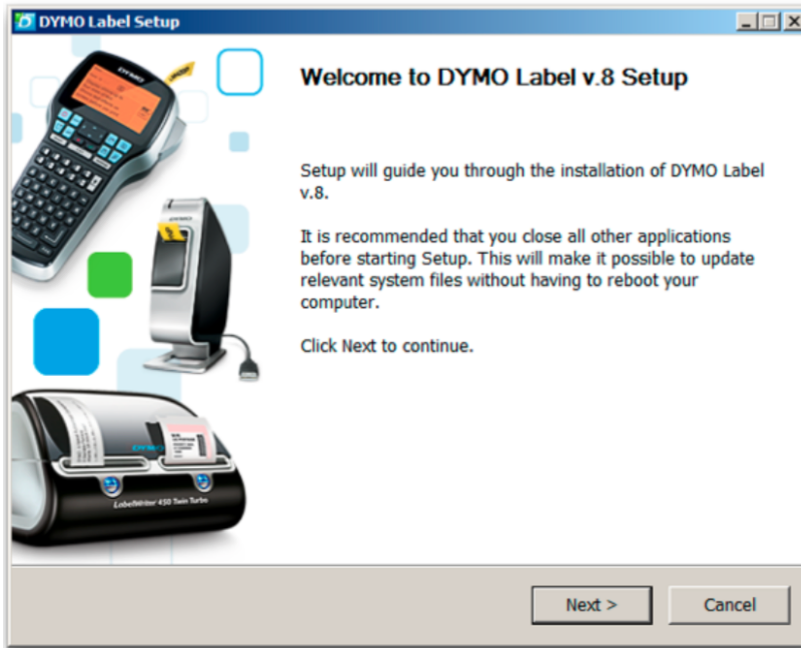 DYMO Label Setup
Welcome to DYMO Label v.8 Setup
Setup will guide you through the installation of DYMO Label
v.8.
It is recommended that you close all other applications
before starting Setup. This will make it possible to update
relevant system files without having to reboot your
computer.
Click Next to continue.
DYMO
DYMO
DYMO
LabelWriter 450 Twin Turbo
Next >
Cancel